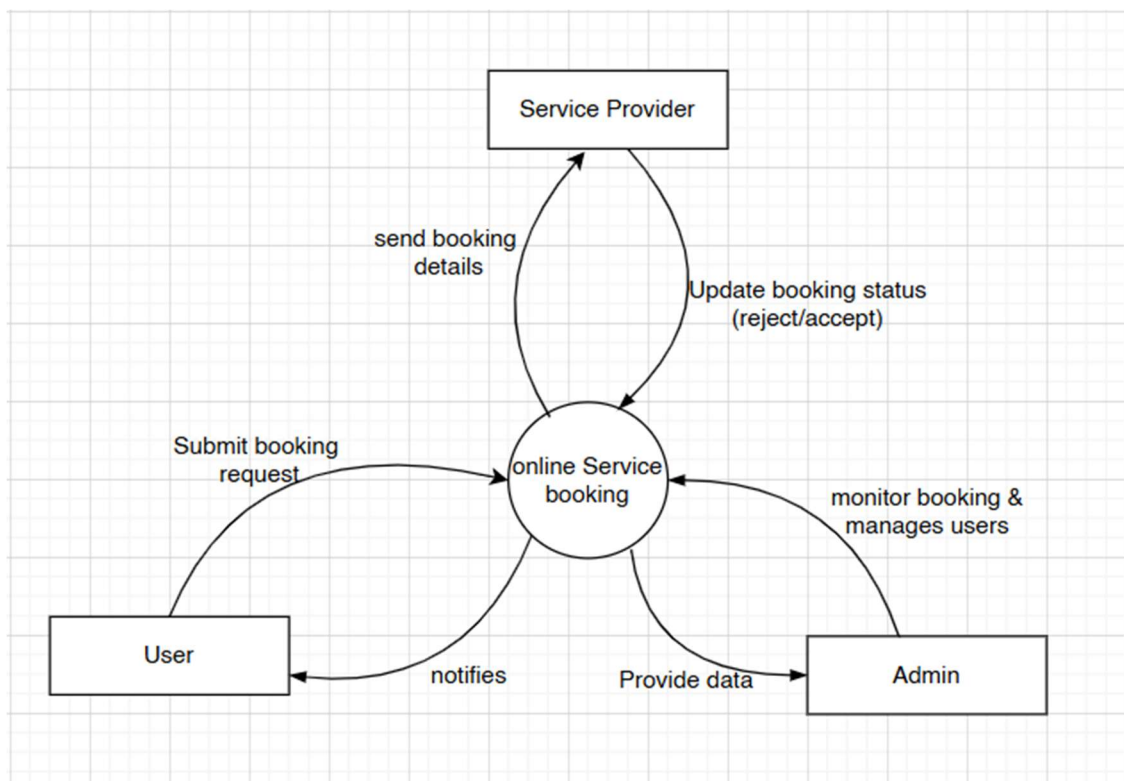 Service Provider
send booking
details
Update booking status
(reject/accept)
Submit booking
request
online Service
booking
monitor booking &
manages users
User
notifies
Provide data
Admin